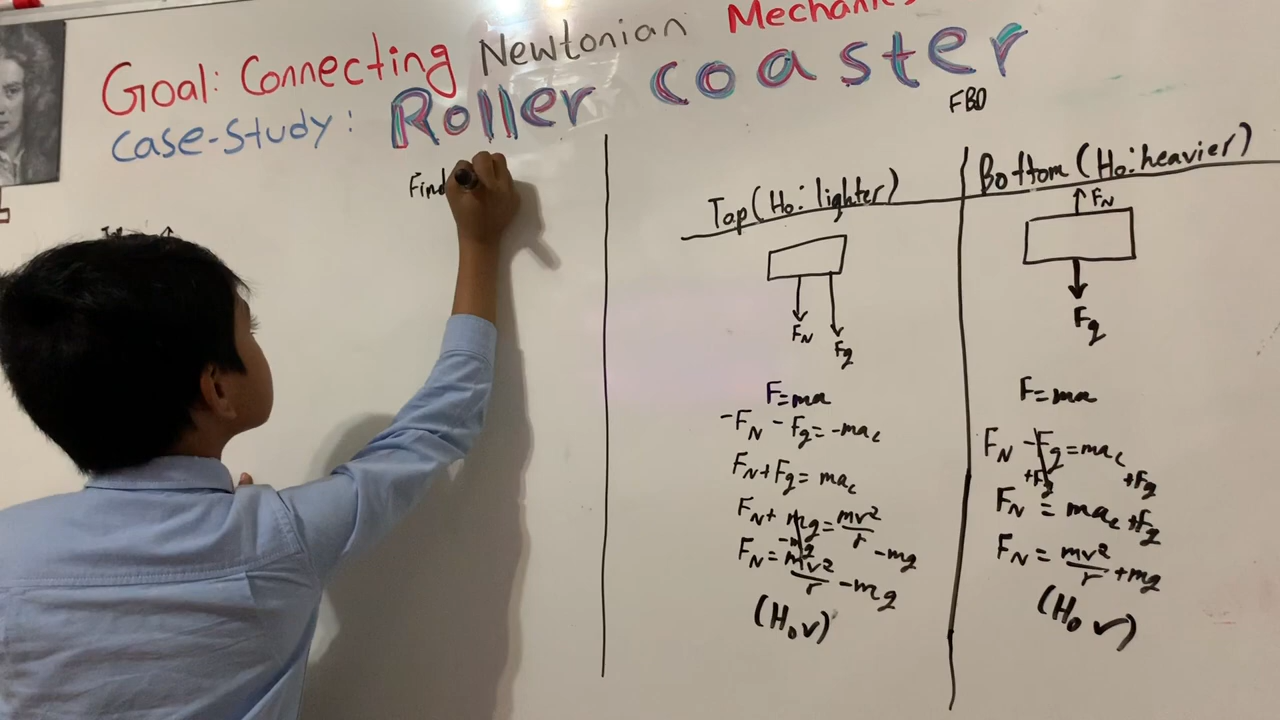 Goal: Connecting Newtonian Mechanics
Case-Study: Roller coaster
FBD
Find
Top (H₀: lighter)
F_N
F_g
F=ma
-F_N - F_g = -ma_c
F_N + F_g = ma_c
F_N + mg = mv²/r
-mg -mg
F_N = mv²/r - mg
(H₀ ✓)
Bottom (H₀: heavier)
F_N
F_g
F=ma
F_N - F_g = ma_c
+F_g +F_g
F_N = ma_c + F_g
F_N = mv²/r + mg
(H₀ ✓)